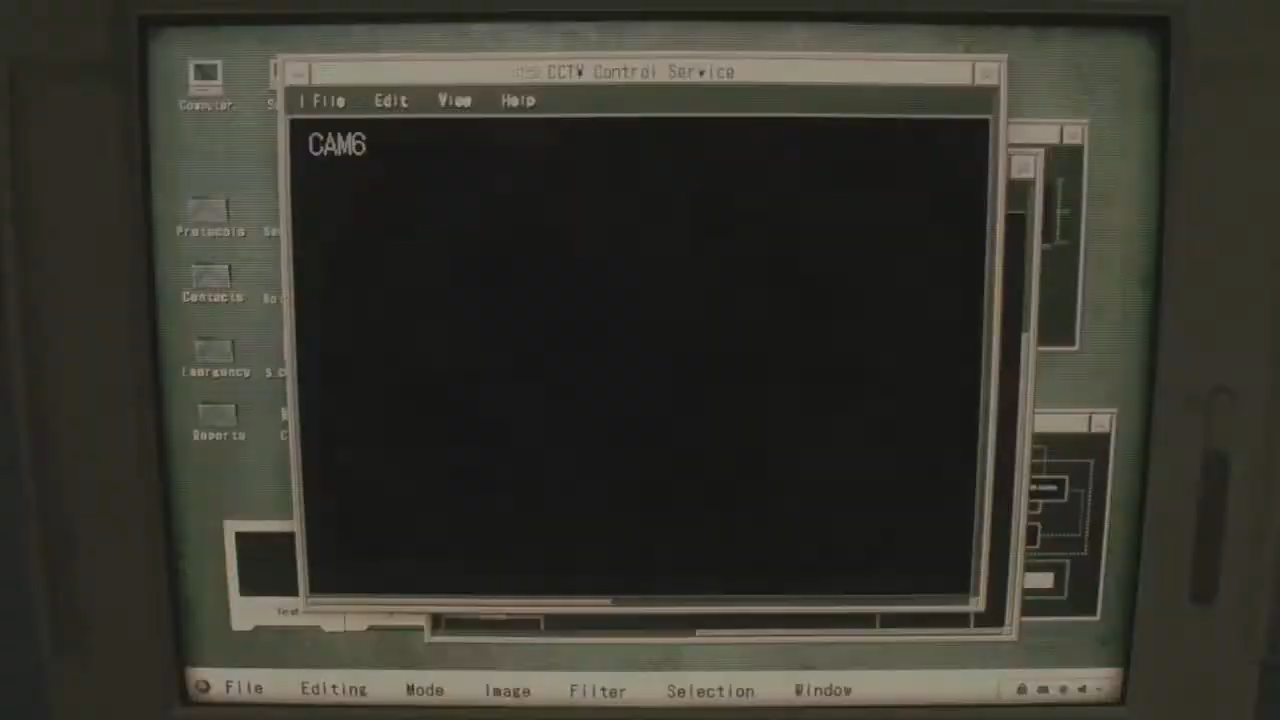 CCTV Control Service
File Edit View Help
CAM6
Computer
Protocols
Contacts
Emergency
Reports
File Editing Mode Image Filter Selection Window